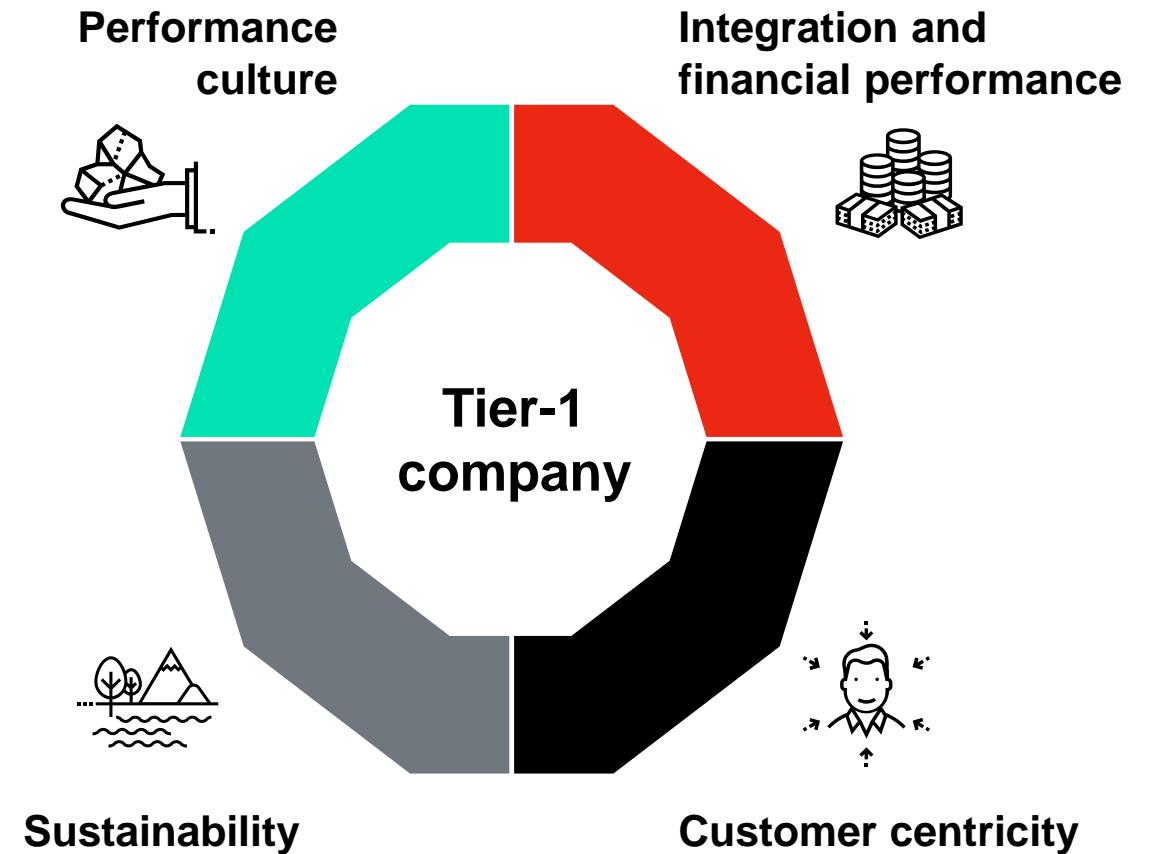 Performance
culture
Integration and
financial performance
Tier-1
company
Sustainability
Customer centricity